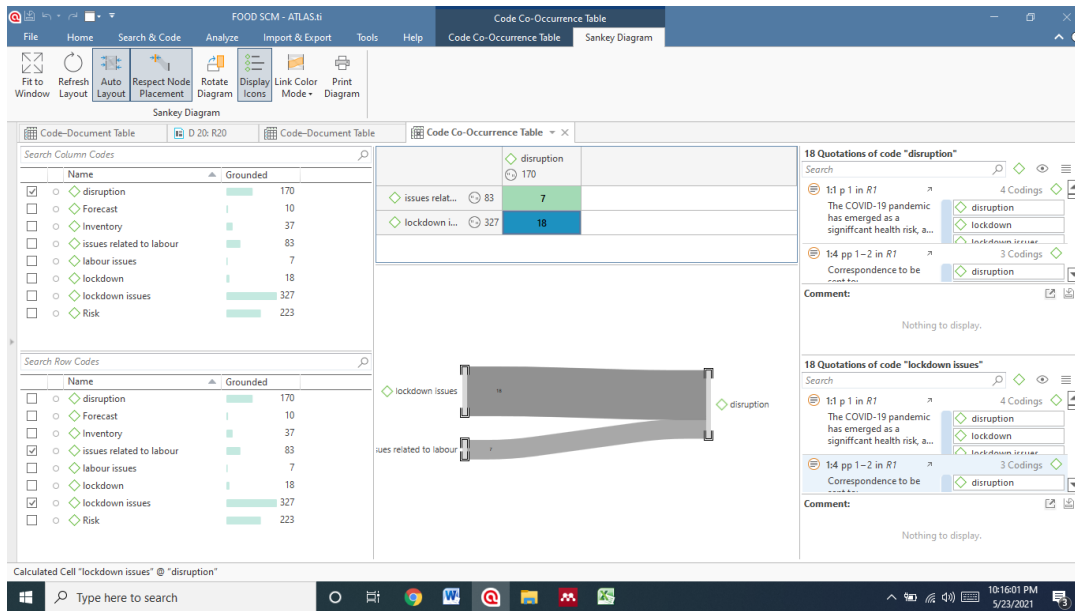 FOOD SCM - ATLAS.ti
Code Co-Occurrence Table
File Home Search & Code Analyze Import & Export Tools Help Code Co-Occurrence Table Sankey Diagram
Fit to Window
Refresh Layout
Auto Layout
Respect Node Placement
Rotate Diagram
Display Icons
Link Color Mode
Print Diagram
Sankey Diagram
Code–Document Table
D 20: R20
Code–Document Table
Code Co-Occurrence Table
Search Column Codes
Name Grounded
disruption 170
Forecast 10
Inventory 37
issues related to labour 83
labour issues 7
lockdown 18
lockdown issues 327
Risk 223
Search Row Codes
Name Grounded
disruption 170
Forecast 10
Inventory 37
issues related to labour 83
labour issues 7
lockdown 18
lockdown issues 327
Risk 223
disruption
170
issues relat... 83 7
lockdown i... 327 18
lockdown issues
disruption
sues related to labour
18 Quotations of code "disruption"
Search
1:1 p 1 in R1 4 Codings
The COVID-19 pandemic
has emerged as a
signiffcant health risk, a...
disruption
lockdown
lockdown issues
1:4 pp 1–2 in R1 3 Codings
Correspondence to be
sent to:
disruption
Comment:
Nothing to display.
18 Quotations of code "lockdown issues"
Search
1:1 p 1 in R1 4 Codings
The COVID-19 pandemic
has emerged as a
signiffcant health risk, a...
disruption
lockdown
lockdown issues
1:4 pp 1–2 in R1 3 Codings
Correspondence to be
disruption
Comment:
Nothing to display.
Calculated Cell "lockdown issues" @ "disruption"
Type here to search
10:16:01 PM
5/23/2021
3